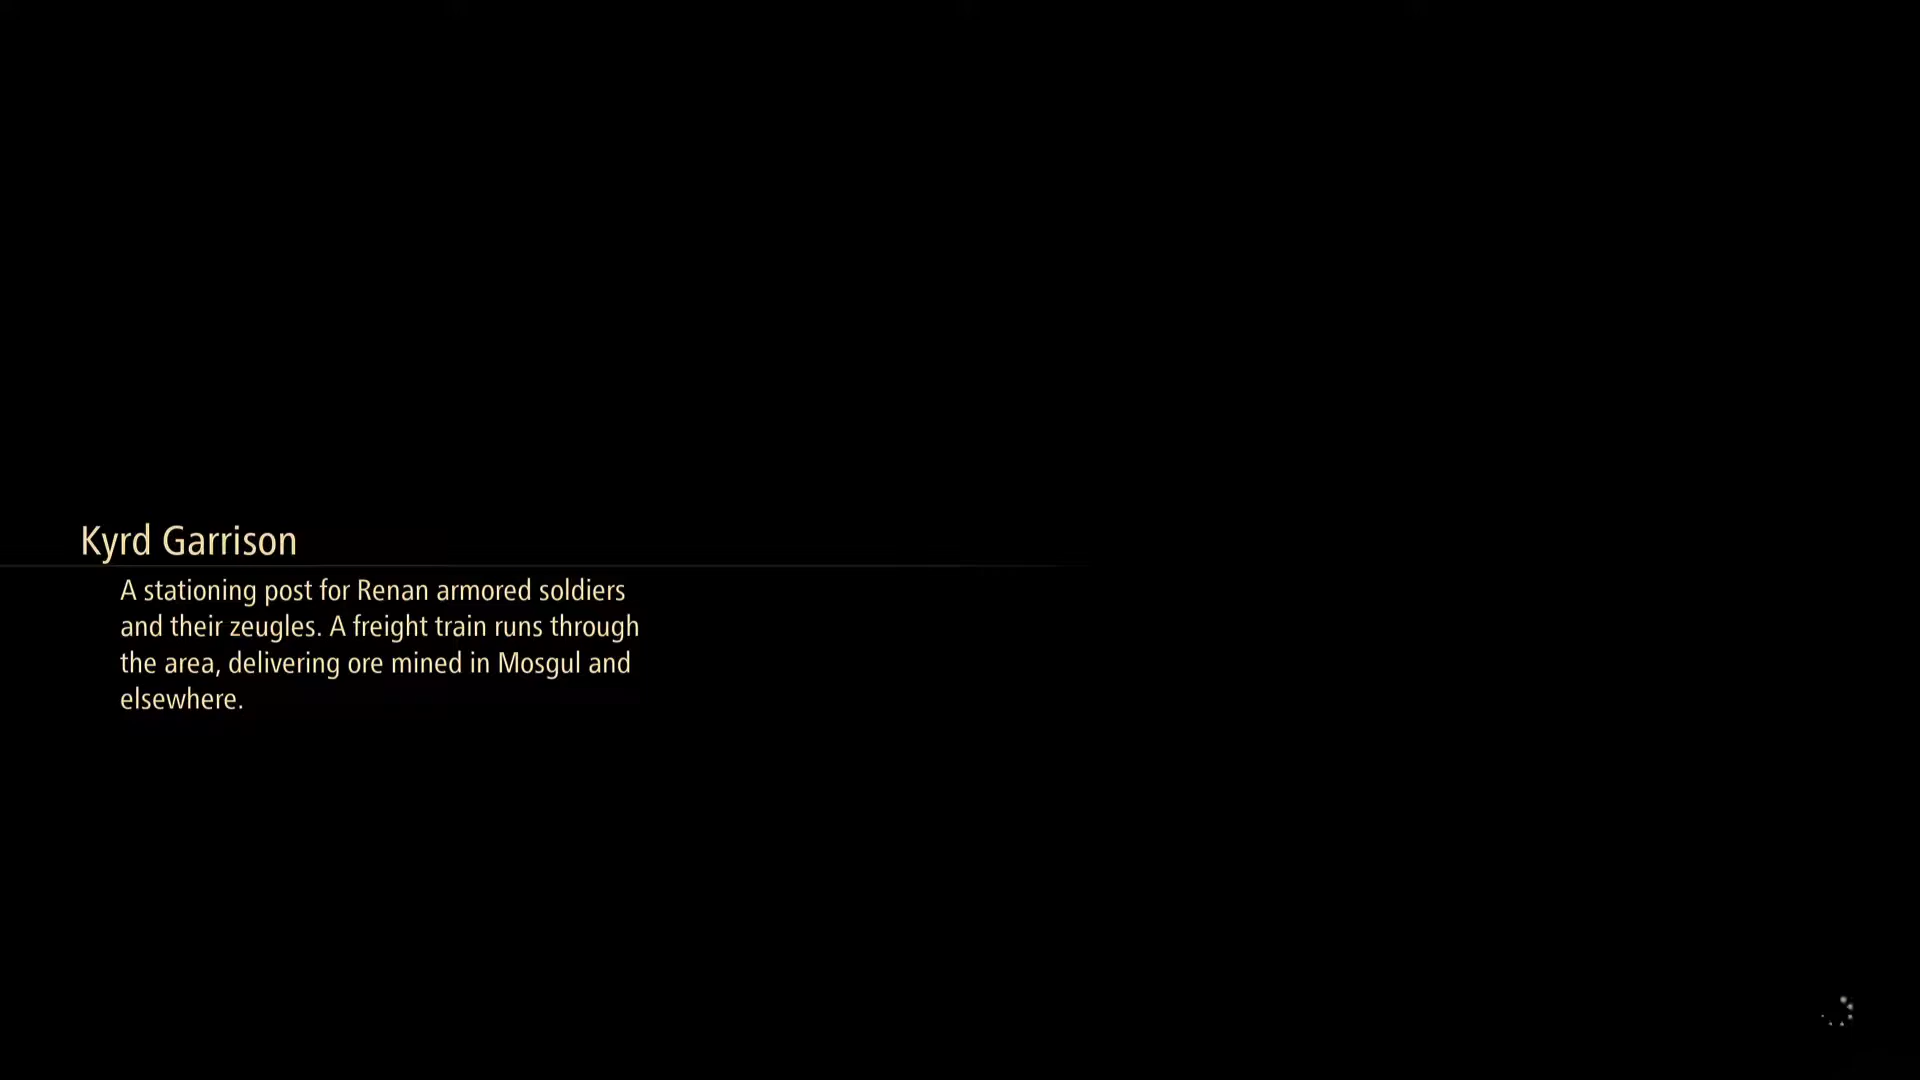 Kyrd Garrison
A stationing post for Renan armored soldiers
and their zeugles. A freight train runs through
the area, delivering ore mined in Mosgul and
elsewhere.